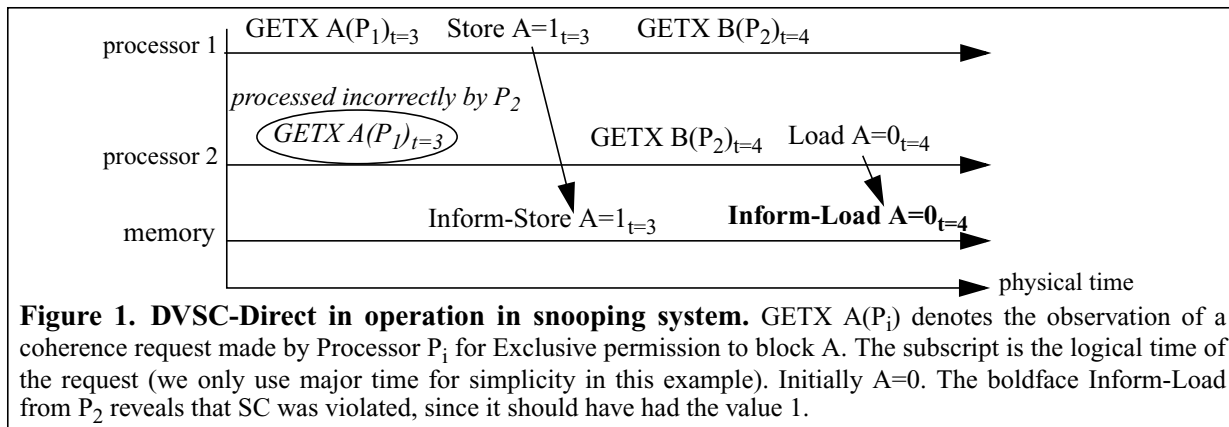 GETX A(P1)t=3 Store A=1t=3 GETX B(P2)t=4
processor 1
processed incorrectly by P2
GETX A(P1)t=3 GETX B(P2)t=4 Load A=0t=4
processor 2
Inform-Store A=1t=3 Inform-Load A=0t=4
memory
physical time
Figure 1. DVSC-Direct in operation in snooping system. GETX A(Pi) denotes the observation of a
coherence request made by Processor Pi for Exclusive permission to block A. The subscript is the logical time of
the request (we only use major time for simplicity in this example). Initially A=0. The boldface Inform-Load
from P2 reveals that SC was violated, since it should have had the value 1.